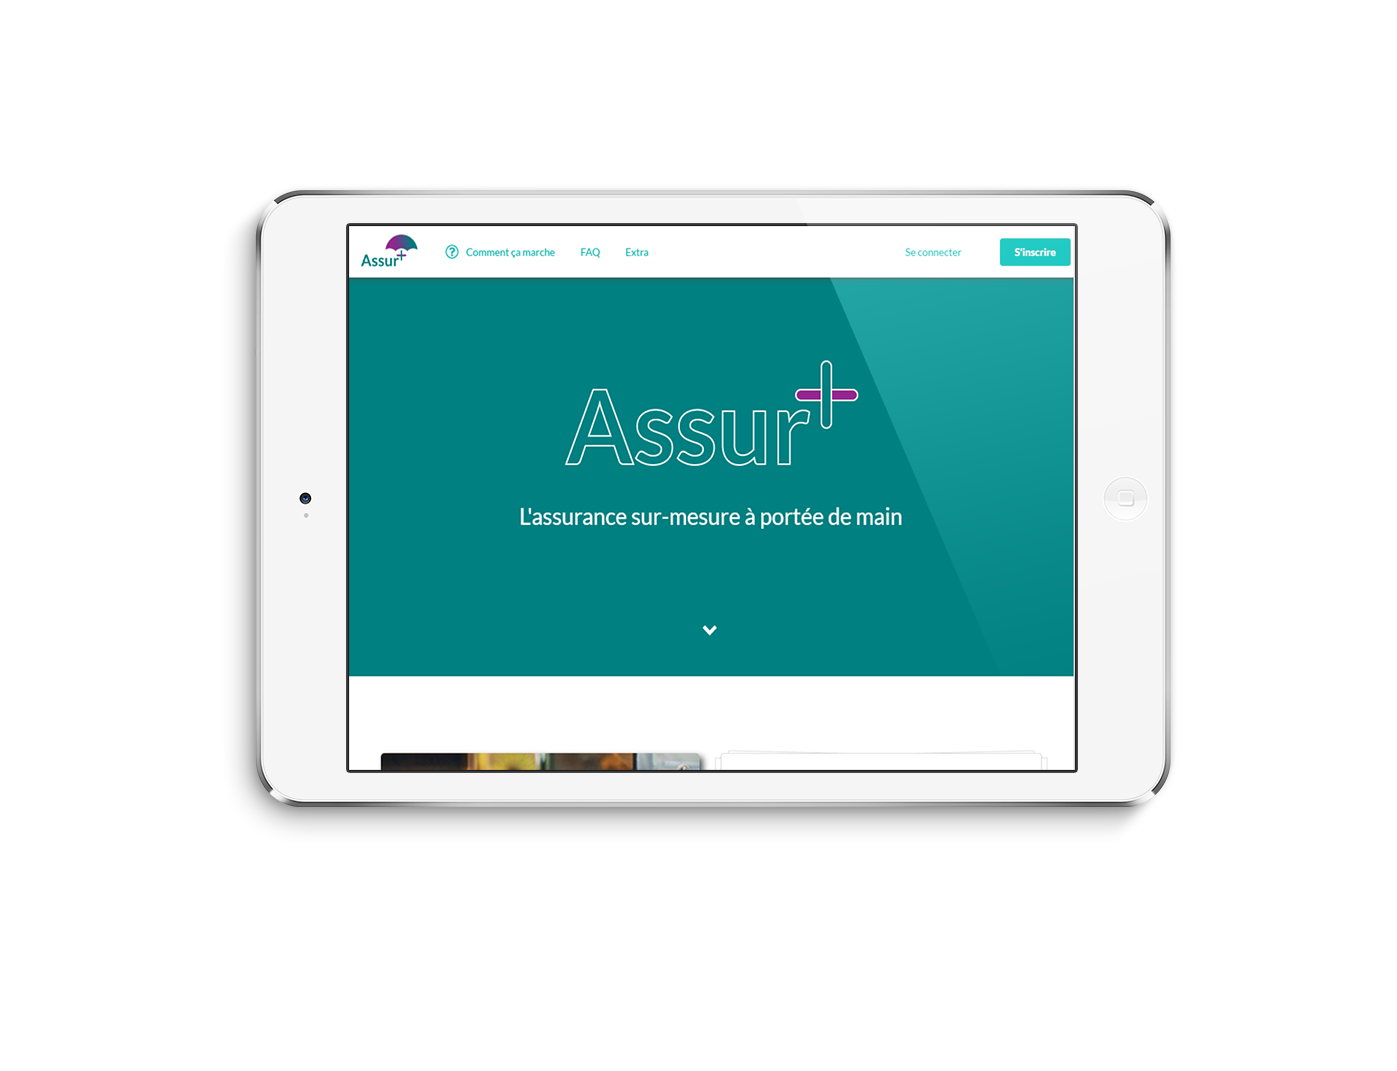 Assur+
Comment ça marche
FAQ
Extra
Se connecter
S'inscrire
Assur+
L'assurance sur-mesure à portée de main